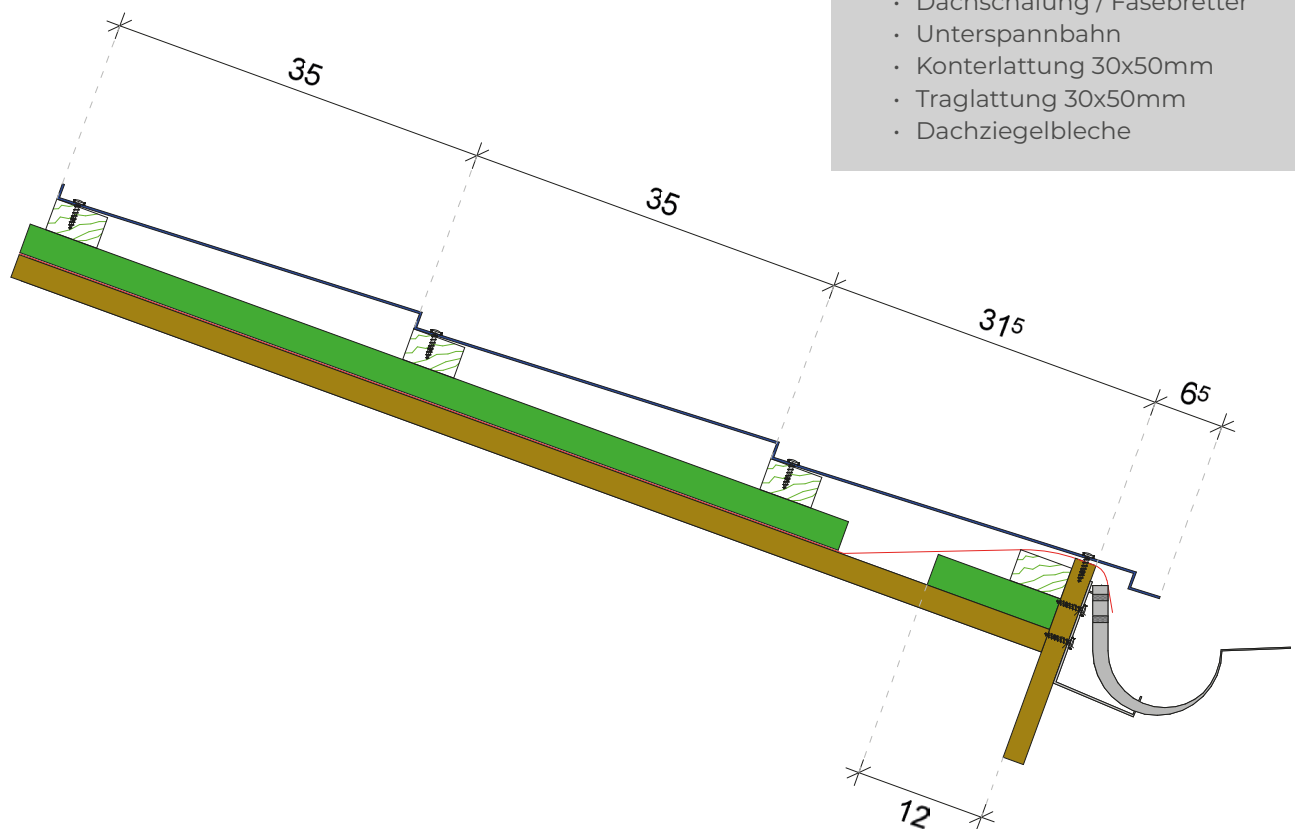 · Dachschalung / Fasebretter
· Unterspannbahn
· Konterlattung 30x50mm
· Traglattung 30x50mm
· Dachziegelbleche
35
35
31⁵
6⁵
12